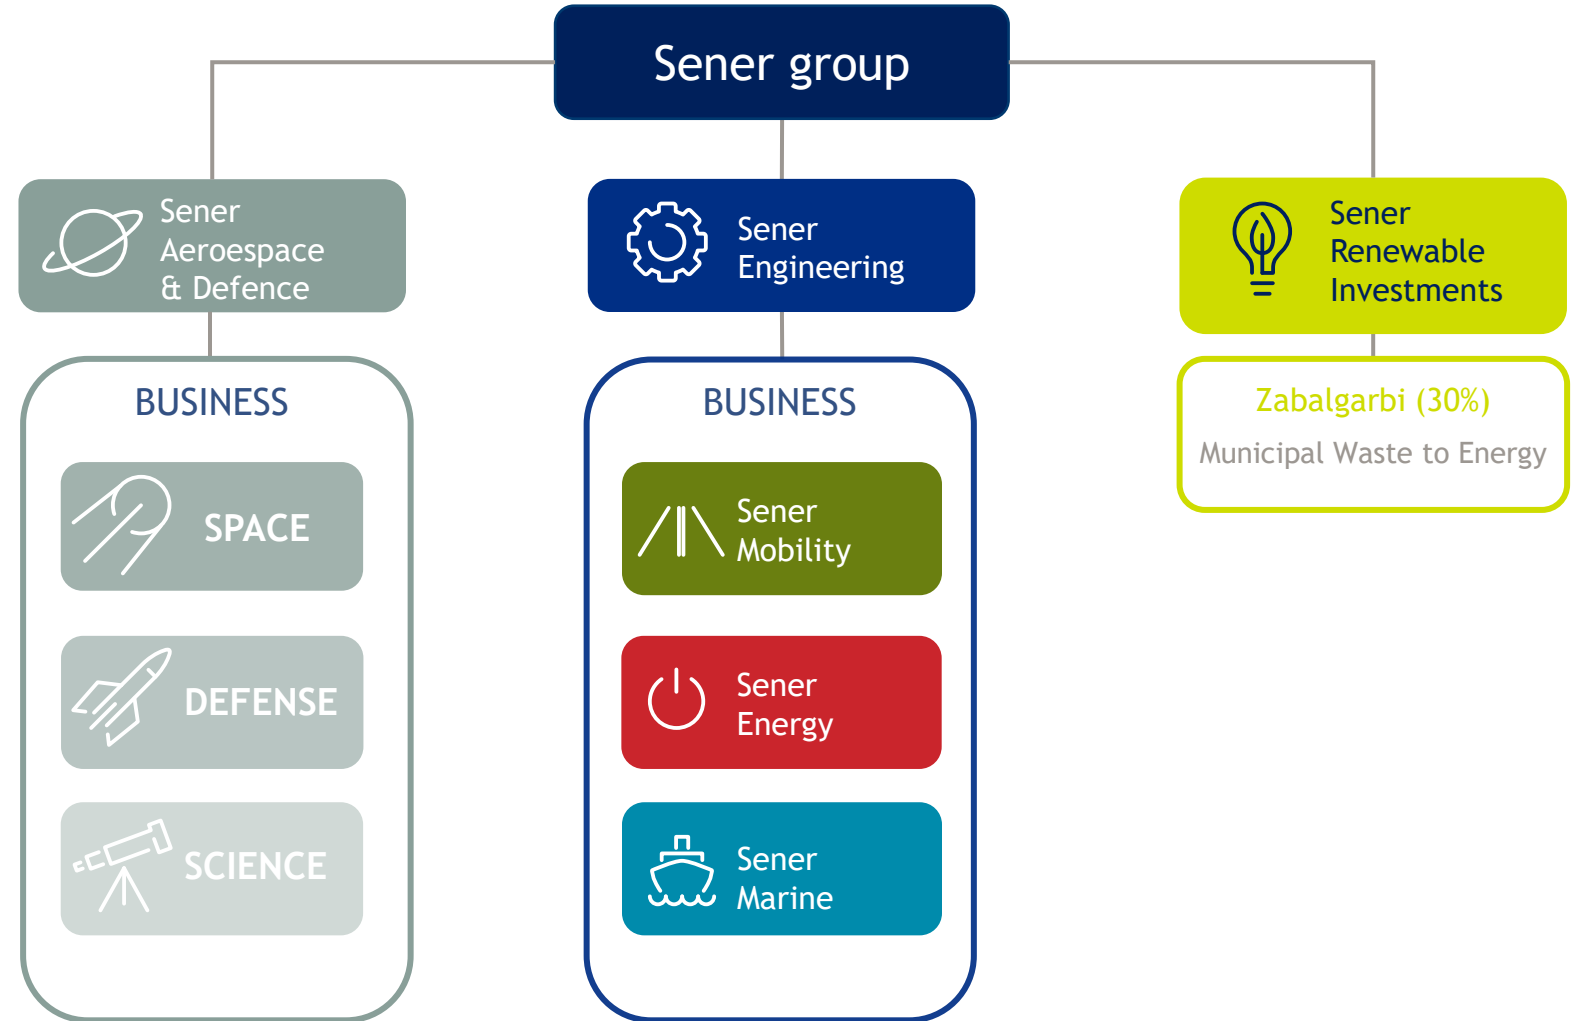 Sener group
Sener
Aeroespace
& Defence
BUSINESS
SPACE
DEFENSE
SCIENCE
Sener
Engineering
BUSINESS
Sener
Mobility
Sener
Energy
Sener
Marine
Sener
Renewable
Investments
Zabalgarbi (30%)
Municipal Waste to Energy